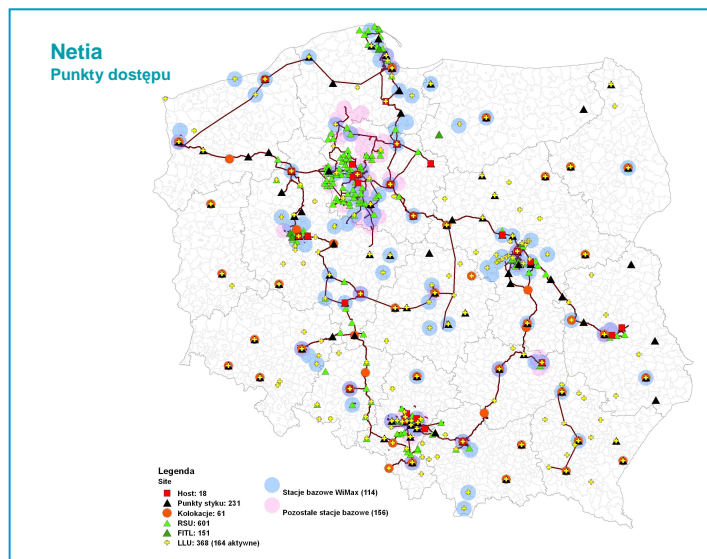 Netia
Punkty dostępu
Legenda
Site
Host: 18
Punkty styku: 231
Kolokacje: 61
RSU: 601
FITL: 151
LLU: 368 (164 aktywne)
Stacje bazowe WiMax (114)
Pozostałe stacje bazowe (156)